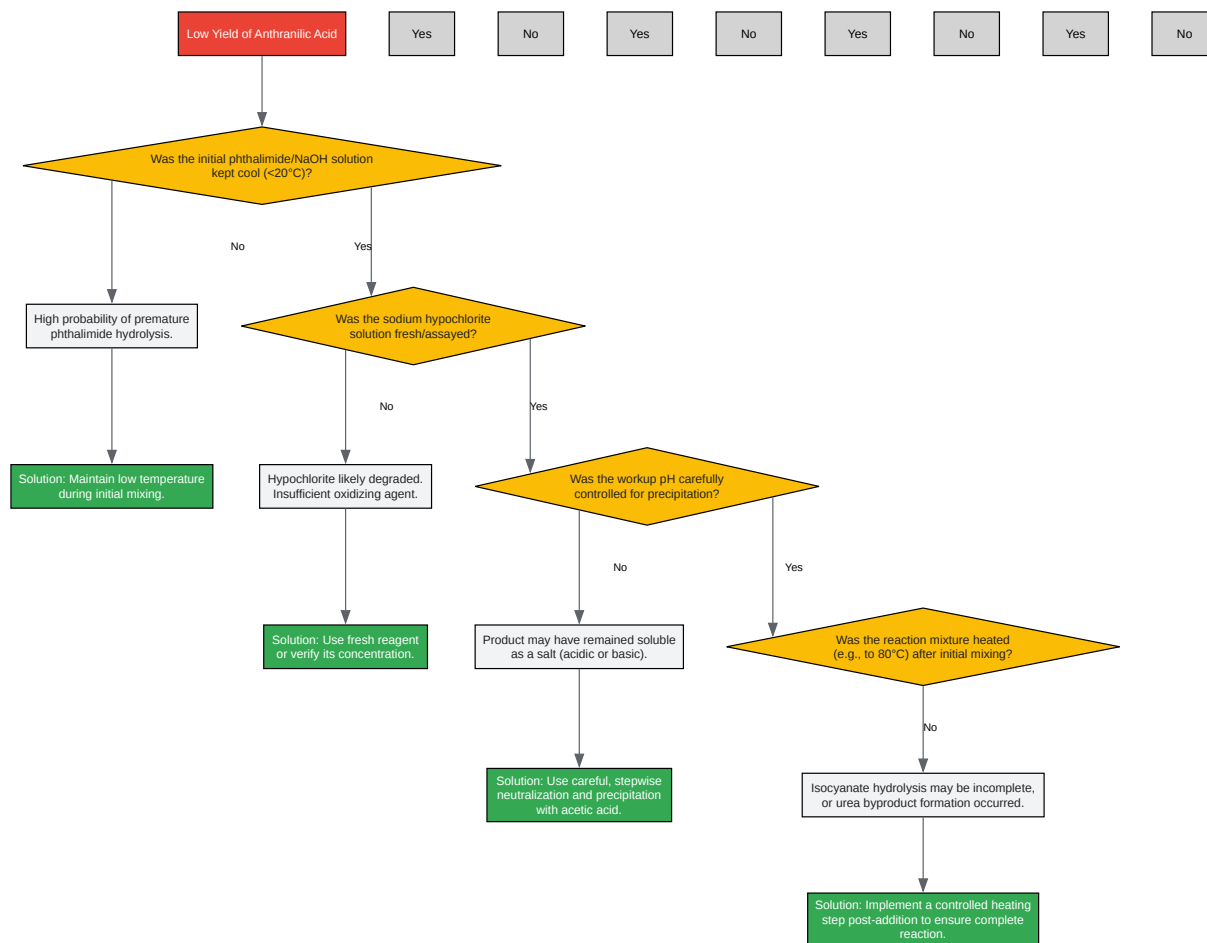 Low Yield of Anthranilic Acid
Yes
No
Yes
No
Yes
No
Yes
No
Was the initial phthalimide/NaOH solution
kept cool (<20°C)?
No
Yes
High probability of premature
phthalimide hydrolysis.
Was the sodium hypochlorite
solution fresh/assayed?
No
Yes
Solution: Maintain low temperature
during initial mixing.
Hypochlorite likely degraded.
Insufficient oxidizing agent.
Was the workup pH carefully
controlled for precipitation?
No
Yes
Solution: Use fresh reagent
or verify its concentration.
Product may have remained soluble
as a salt (acidic or basic).
Was the reaction mixture heated
(e.g., to 80°C) after initial mixing?
No
Solution: Use careful, stepwise
neutralization and precipitation
with acetic acid.
Isocyanate hydrolysis may be incomplete,
or urea byproduct formation occurred.
Solution: Implement a controlled heating
step post-addition to ensure complete
reaction.